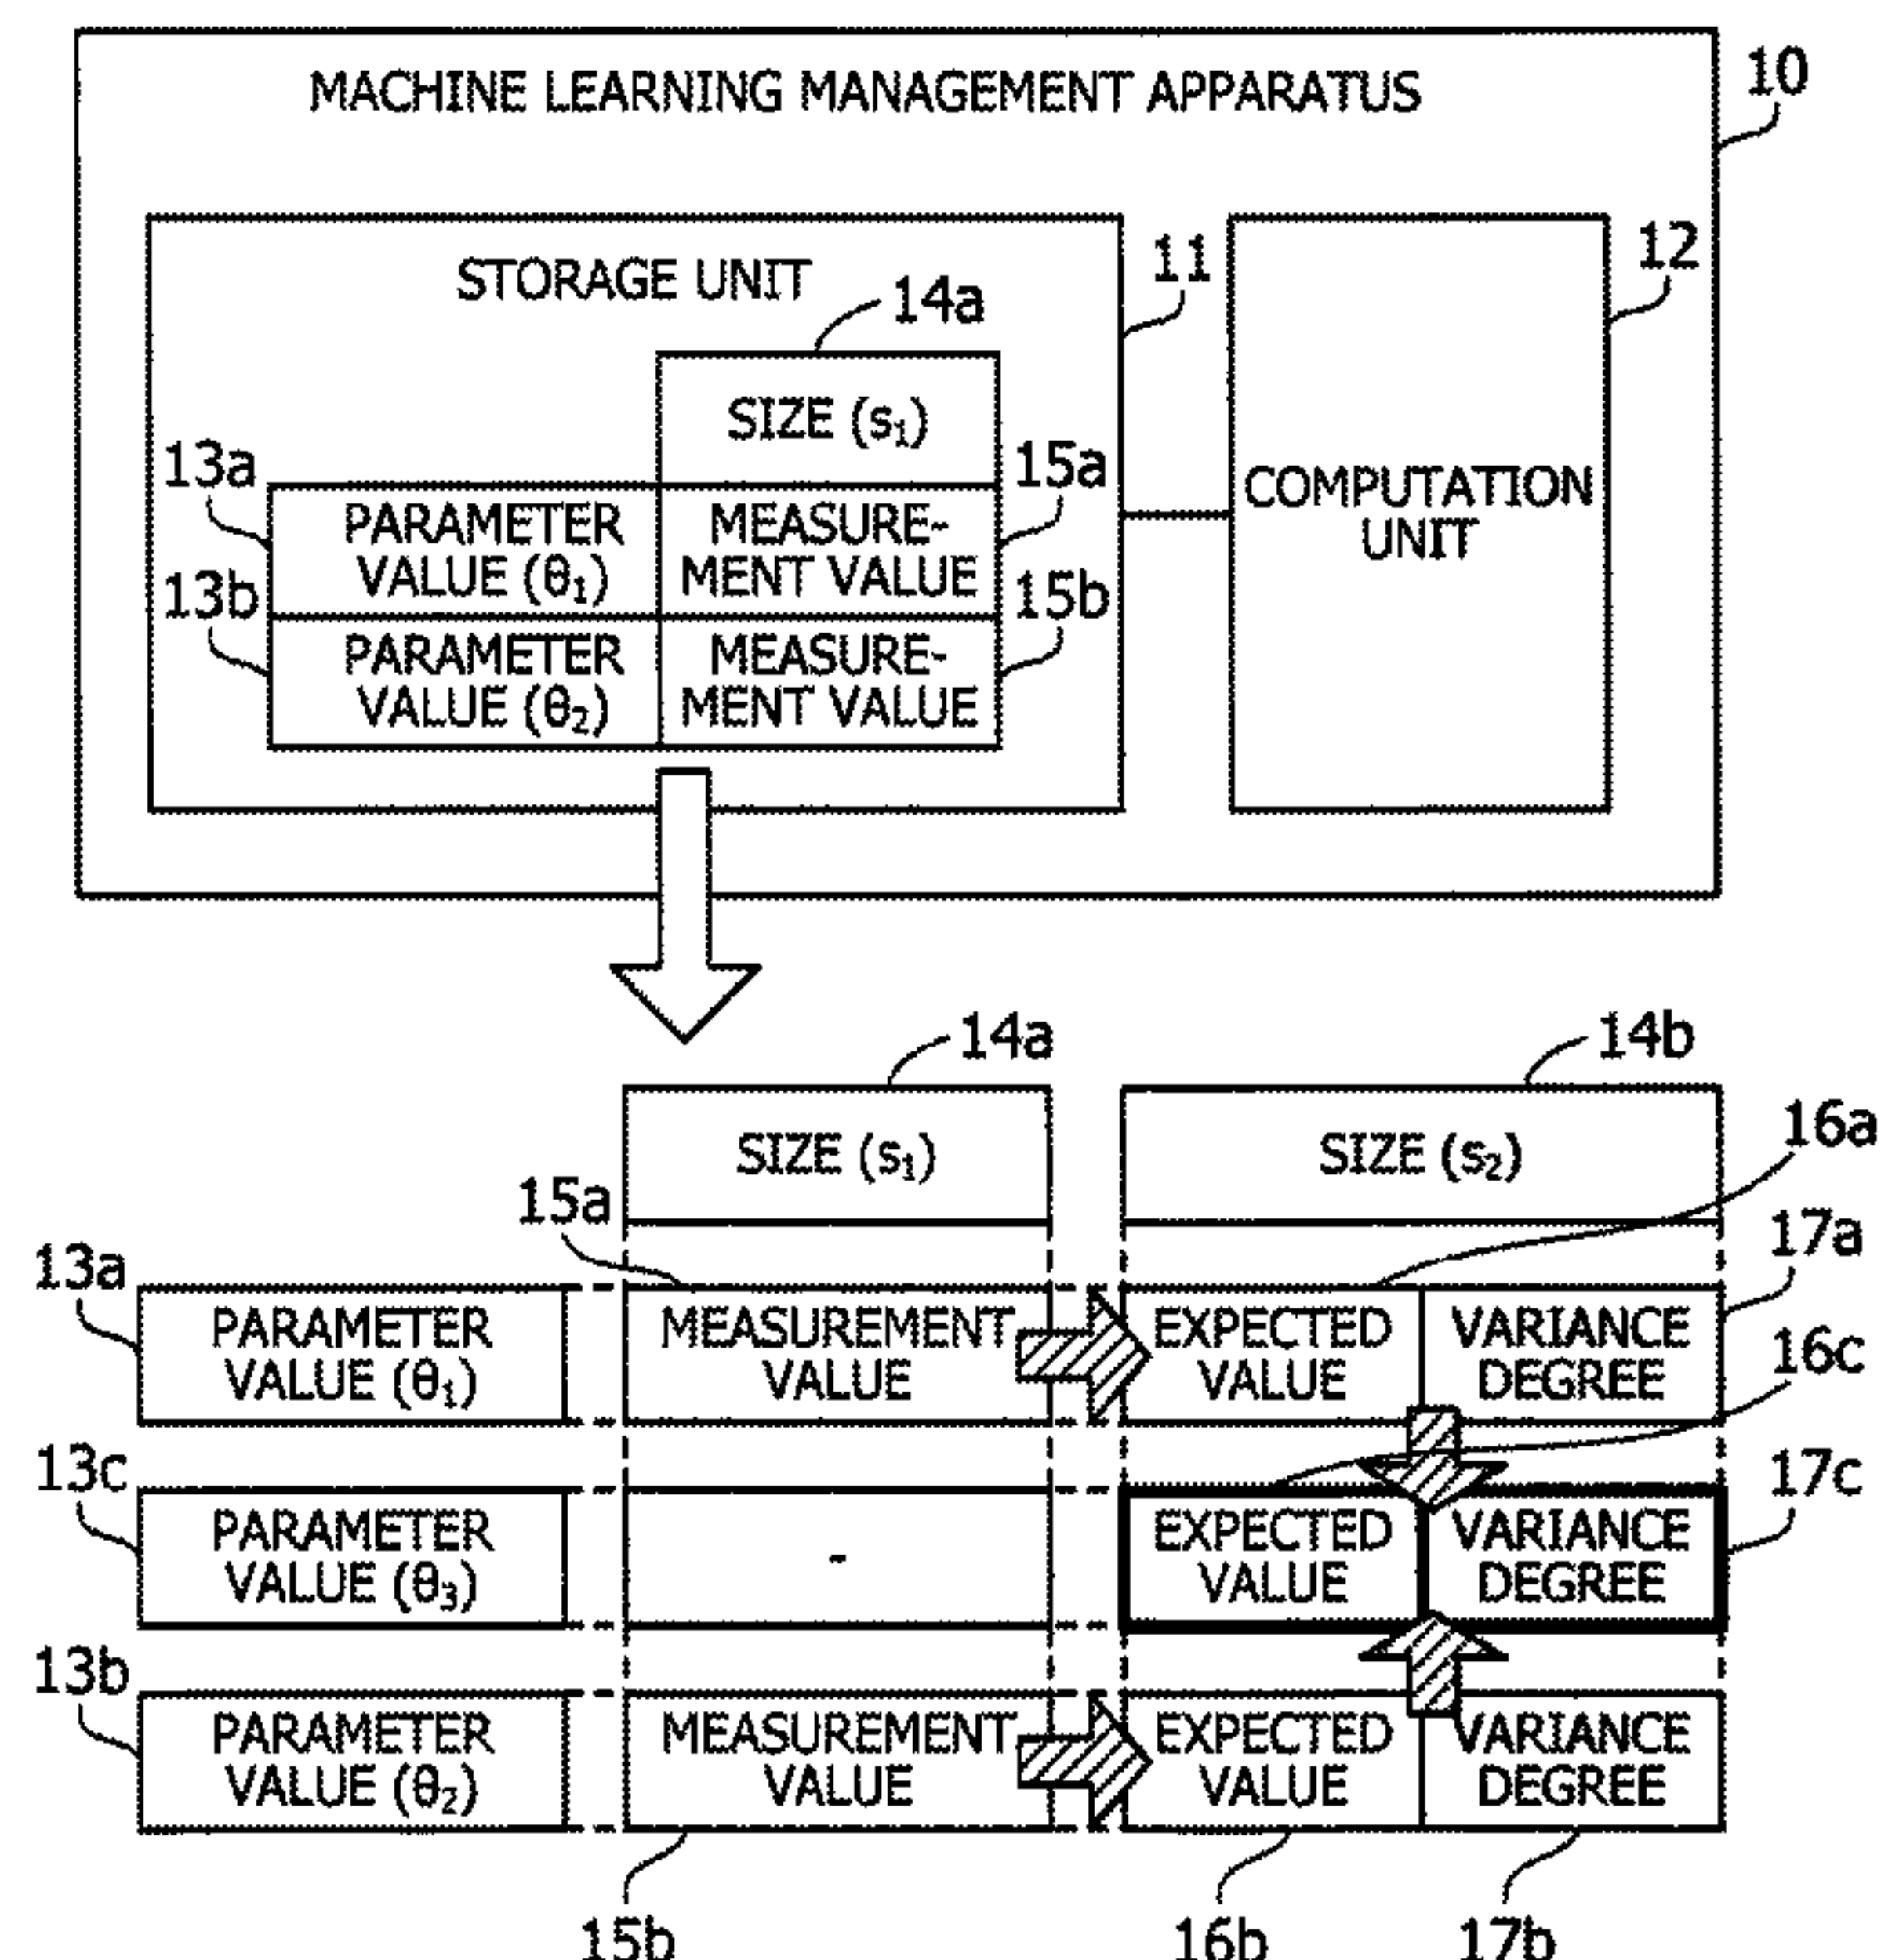 MACHINE LEARNING MANAGEMENT APPARATUS
10
STORAGE UNIT
11
12
14a
SIZE (s₁)
13a
15a
PARAMETER
VALUE (θ₁)
MEASURE-
MENT VALUE
COMPUTATION
UNIT
13b
15b
PARAMETER
VALUE (θ₂)
MEASURE-
MENT VALUE
14a
14b
SIZE (s₁)
SIZE (s₂)
16a
15a
17a
13a
PARAMETER
VALUE (θ₁)
MEASUREMENT
VALUE
EXPECTED
VALUE
VARIANCE
DEGREE
16c
13c
17c
PARAMETER
VALUE (θ₃)
-
EXPECTED
VALUE
VARIANCE
DEGREE
13b
PARAMETER
VALUE (θ₂)
MEASUREMENT
VALUE
EXPECTED
VALUE
VARIANCE
DEGREE
15b
16b
17b